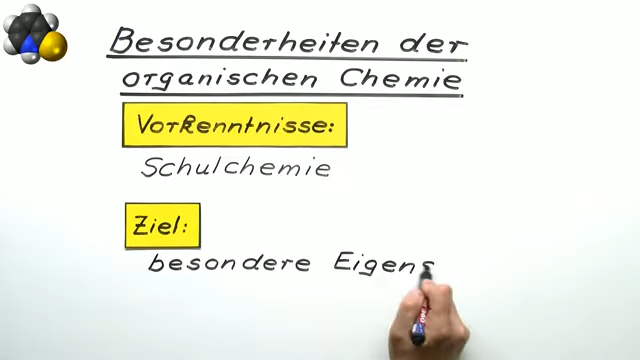 Besonderheiten der
organischen Chemie
Vorkenntnisse:
Schulchemie
Ziel:
besondere Eigens